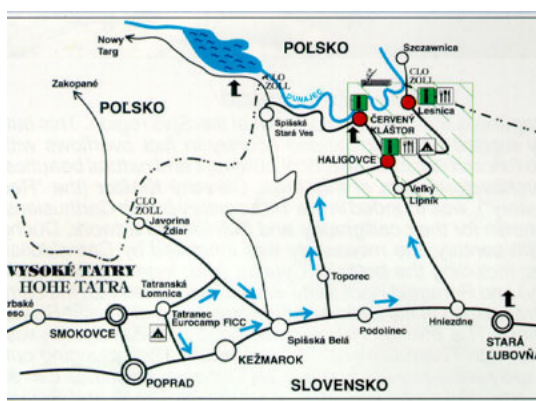 Nowy
Targ
POĽSKO
Szczawnica
CLO
ZOLL
CLO
ZOLL
Zakopané
DUNAJEC
Lesnica
POĽSKO
Spišská
Stará Ves
ČERVENÝ
KLÁŠTOR
HALIGOVCE
Veľký
Lipník
CLO
ZOLL
Javorina
Ždiar
VYSOKÉ TATRY
HOHE TATRA
Tatranská
Lomnica
Toporec
SMOKOVCE
Tatranec
Eurocamp FICC
Spišská Belá
Podolínec
Hniezdne
STARÁ
ĽUBOVŇA
KEŽMAROK
POPRAD
SLOVENSKO